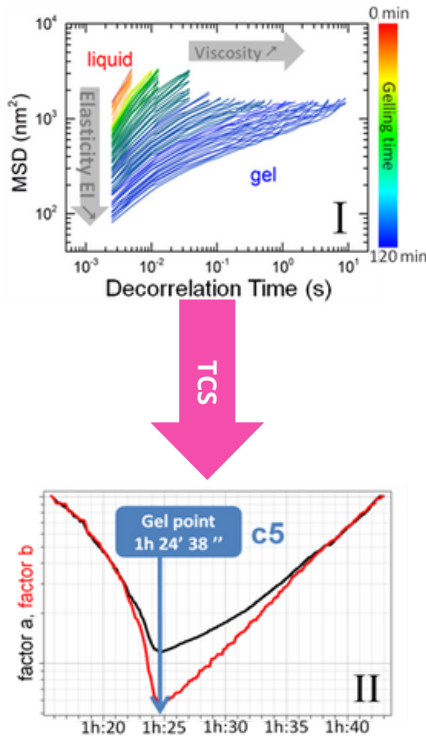 0 min
10⁴
liquid
Viscosity ↗
Elasticity EI ↘
MSD (nm²)
10³
Gelling time
gel
10²
I
10⁻³ 10⁻² 10⁻¹ 10⁰ 10¹
120 min
Decorrelation Time (s)
TCS
Gel point
1h 24’ 38 ’’
c5
factor a, factor b
II
1h:20 1h:25 1h:30 1h:35 1h:40